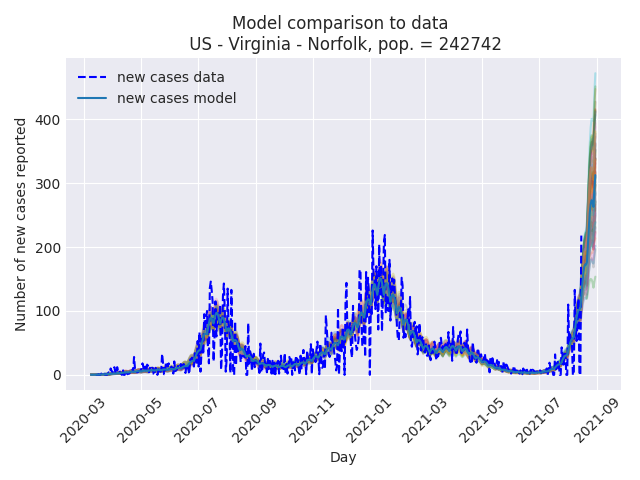 Model comparison to data
US - Virginia - Norfolk, pop. = 242742
new cases data
new cases model
Number of new cases reported
400
300
200
100
0
2020-03
2020-05
2020-07
2020-09
2020-11
2021-01
2021-03
2021-05
2021-07
2021-09
Day